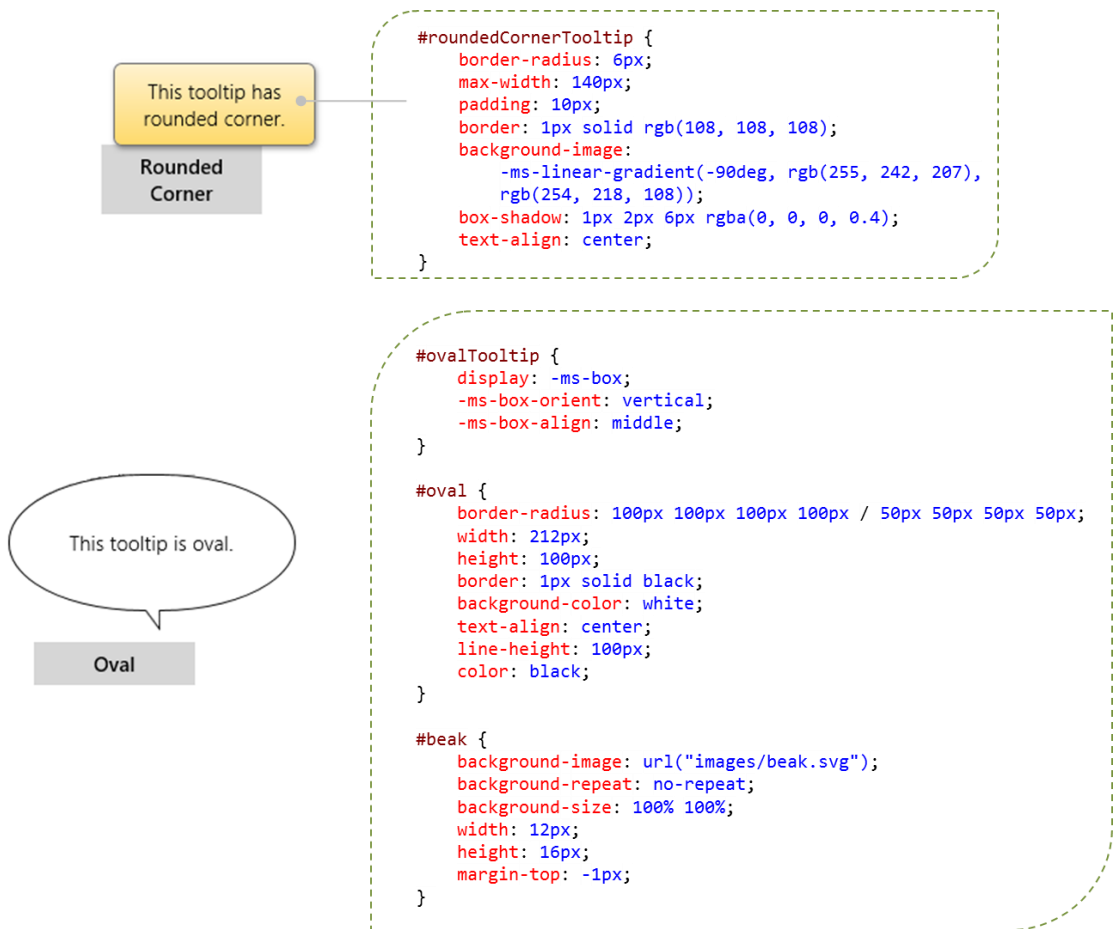 #roundedCornerTooltip {
border-radius: 6px;
max-width: 140px;
padding: 10px;
border: 1px solid rgb(108, 108, 108);
background-image:
-ms-linear-gradient(-90deg, rgb(255, 242, 207),
rgb(254, 218, 108));
box-shadow: 1px 2px 6px rgba(0, 0, 0, 0.4);
text-align: center;
}
This tooltip has
rounded corner.
Rounded
Corner
#ovalTooltip {
display: -ms-box;
-ms-box-orient: vertical;
-ms-box-align: middle;
}
#oval {
border-radius: 100px 100px 100px 100px / 50px 50px 50px 50px;
width: 212px;
height: 100px;
border: 1px solid black;
background-color: white;
text-align: center;
line-height: 100px;
color: black;
}
#beak {
background-image: url("images/beak.svg");
background-repeat: no-repeat;
background-size: 100% 100%;
width: 12px;
height: 16px;
margin-top: -1px;
}
This tooltip is oval.
Oval